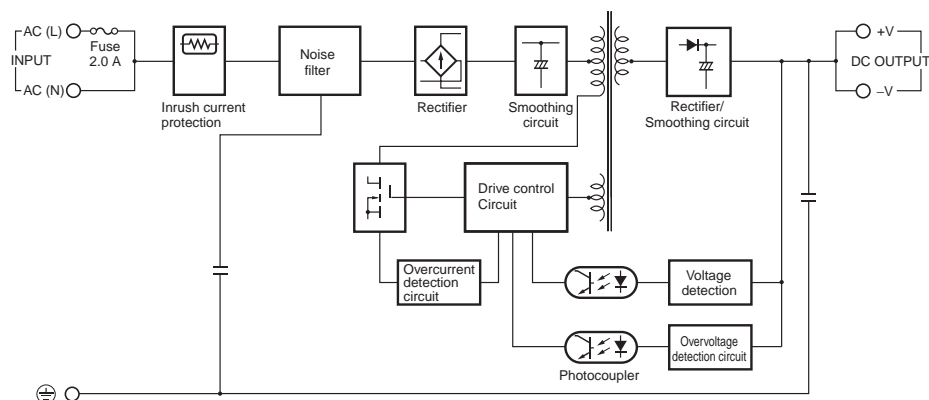 AC (L)
Fuse
2.0 A
INPUT
AC (N)
Inrush current
protection
Noise
filter
Rectifier
Smoothing
circuit
Rectifier/
Smoothing circuit
+V
DC OUTPUT
–V
Drive control
Circuit
Overcurrent
detection
circuit
Voltage
detection
Overvoltage
detection circuit
Photocoupler